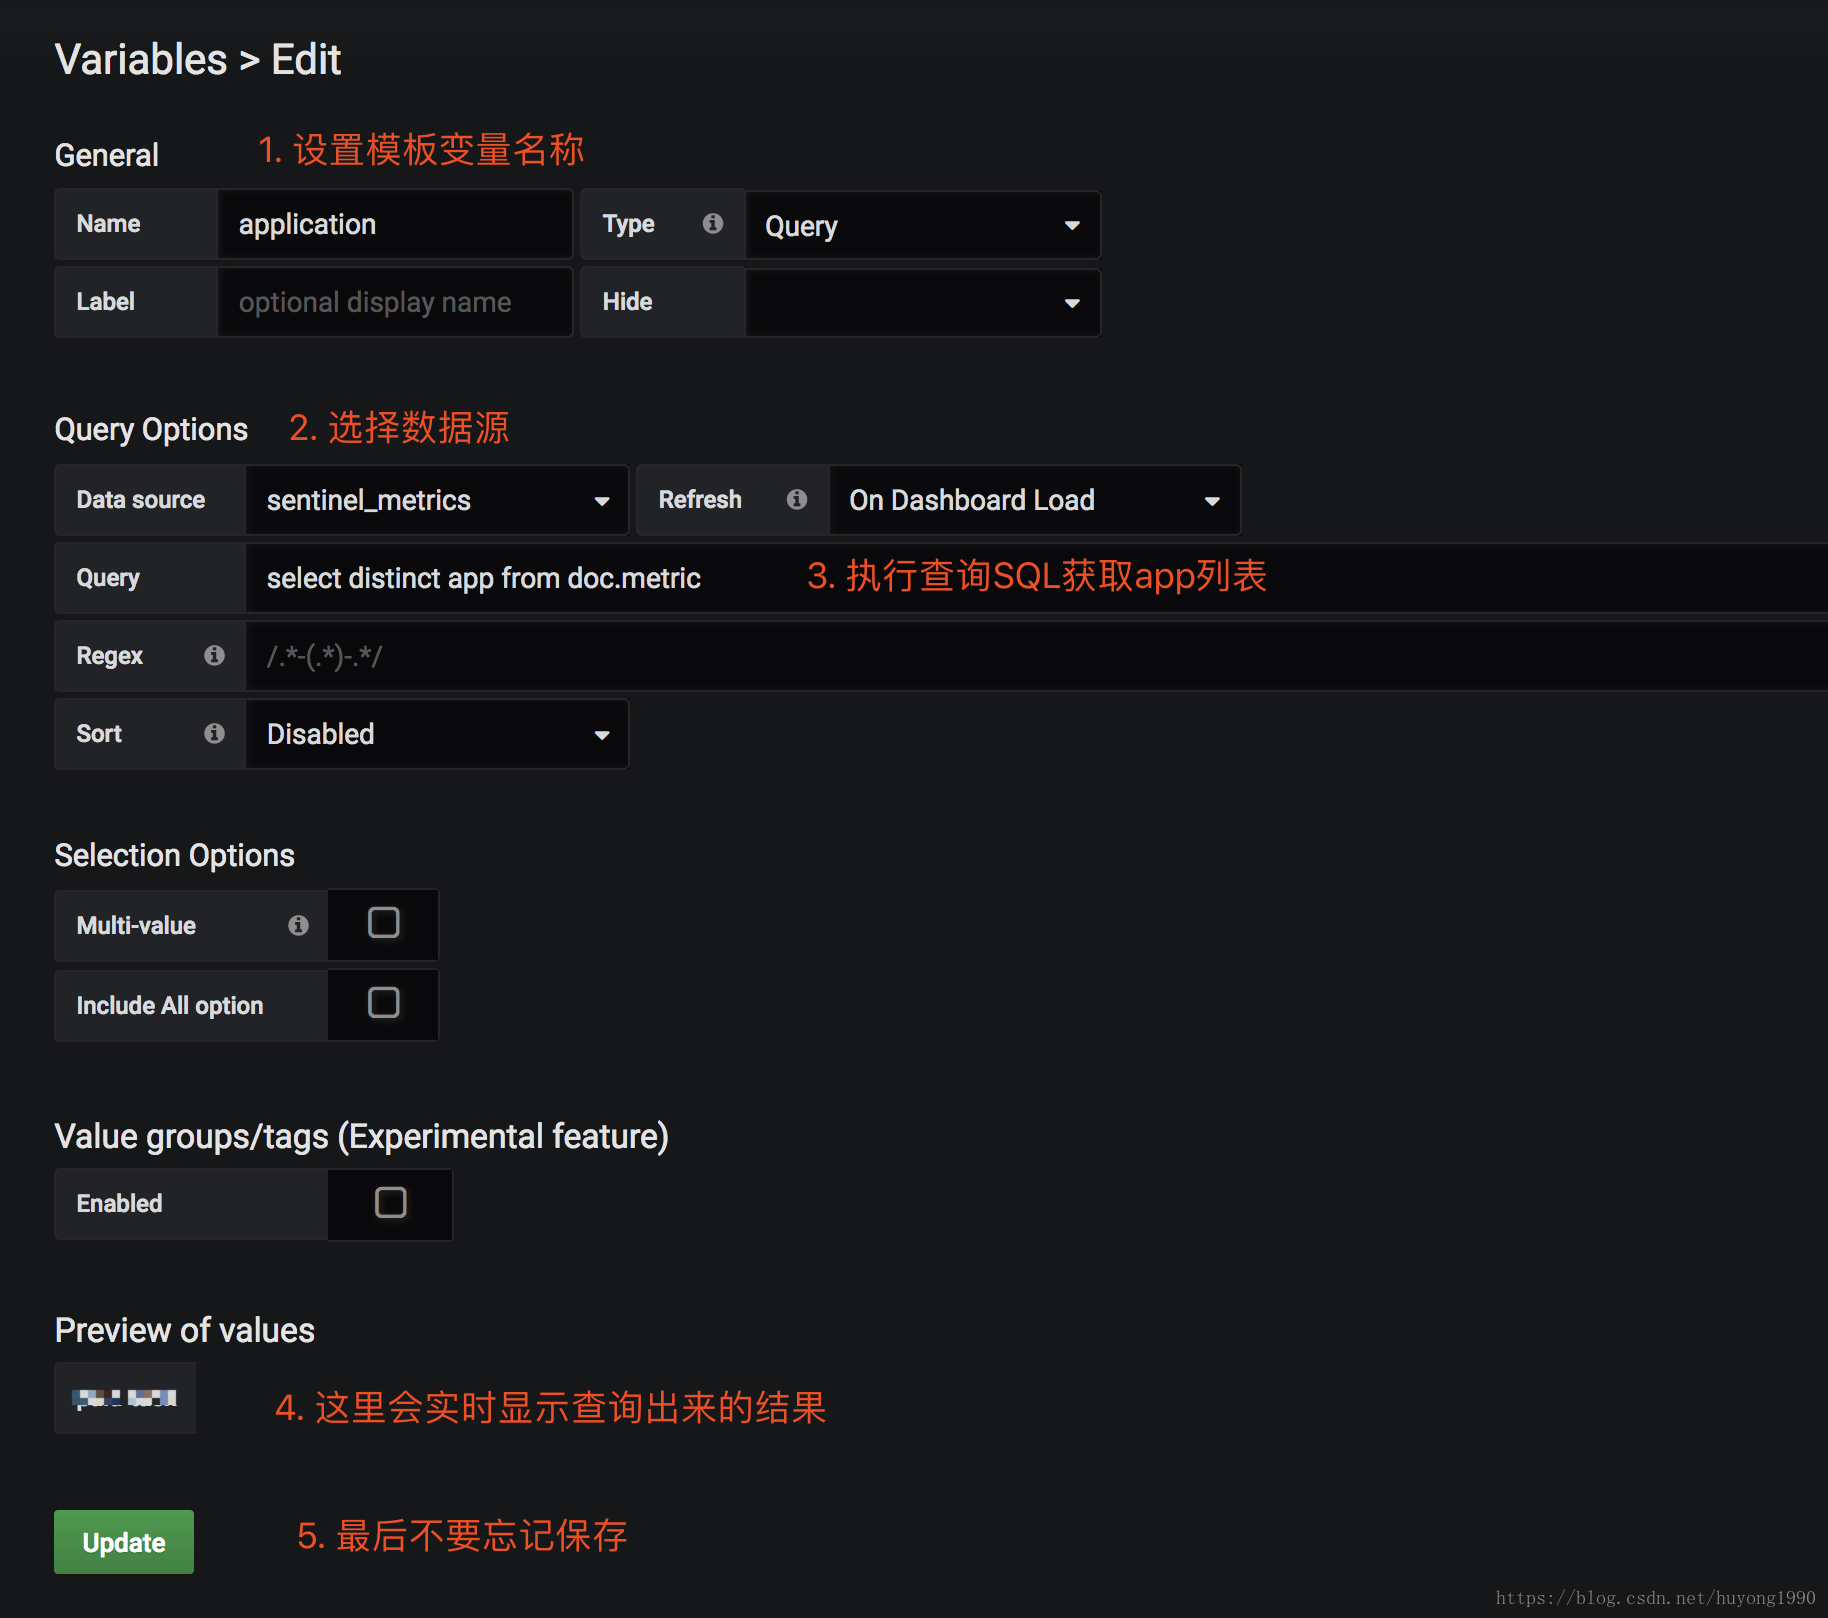 Variables > Edit
General 1. 设置模板变量名称
Name application Type Query
Label optional display name Hide
Query Options 2. 选择数据源
Data source sentinel_metrics Refresh On Dashboard Load
Query select distinct app from doc.metric 3. 执行查询SQL获取app列表
Regex /.*-(.*)-.*/
Sort Disabled
Selection Options
Multi-value
Include All option
Value groups/tags (Experimental feature)
Enabled
Preview of values
4. 这里会实时显示查询出来的结果
Update 5. 最后不要忘记保存
https://blog.csdn.net/huyong1990